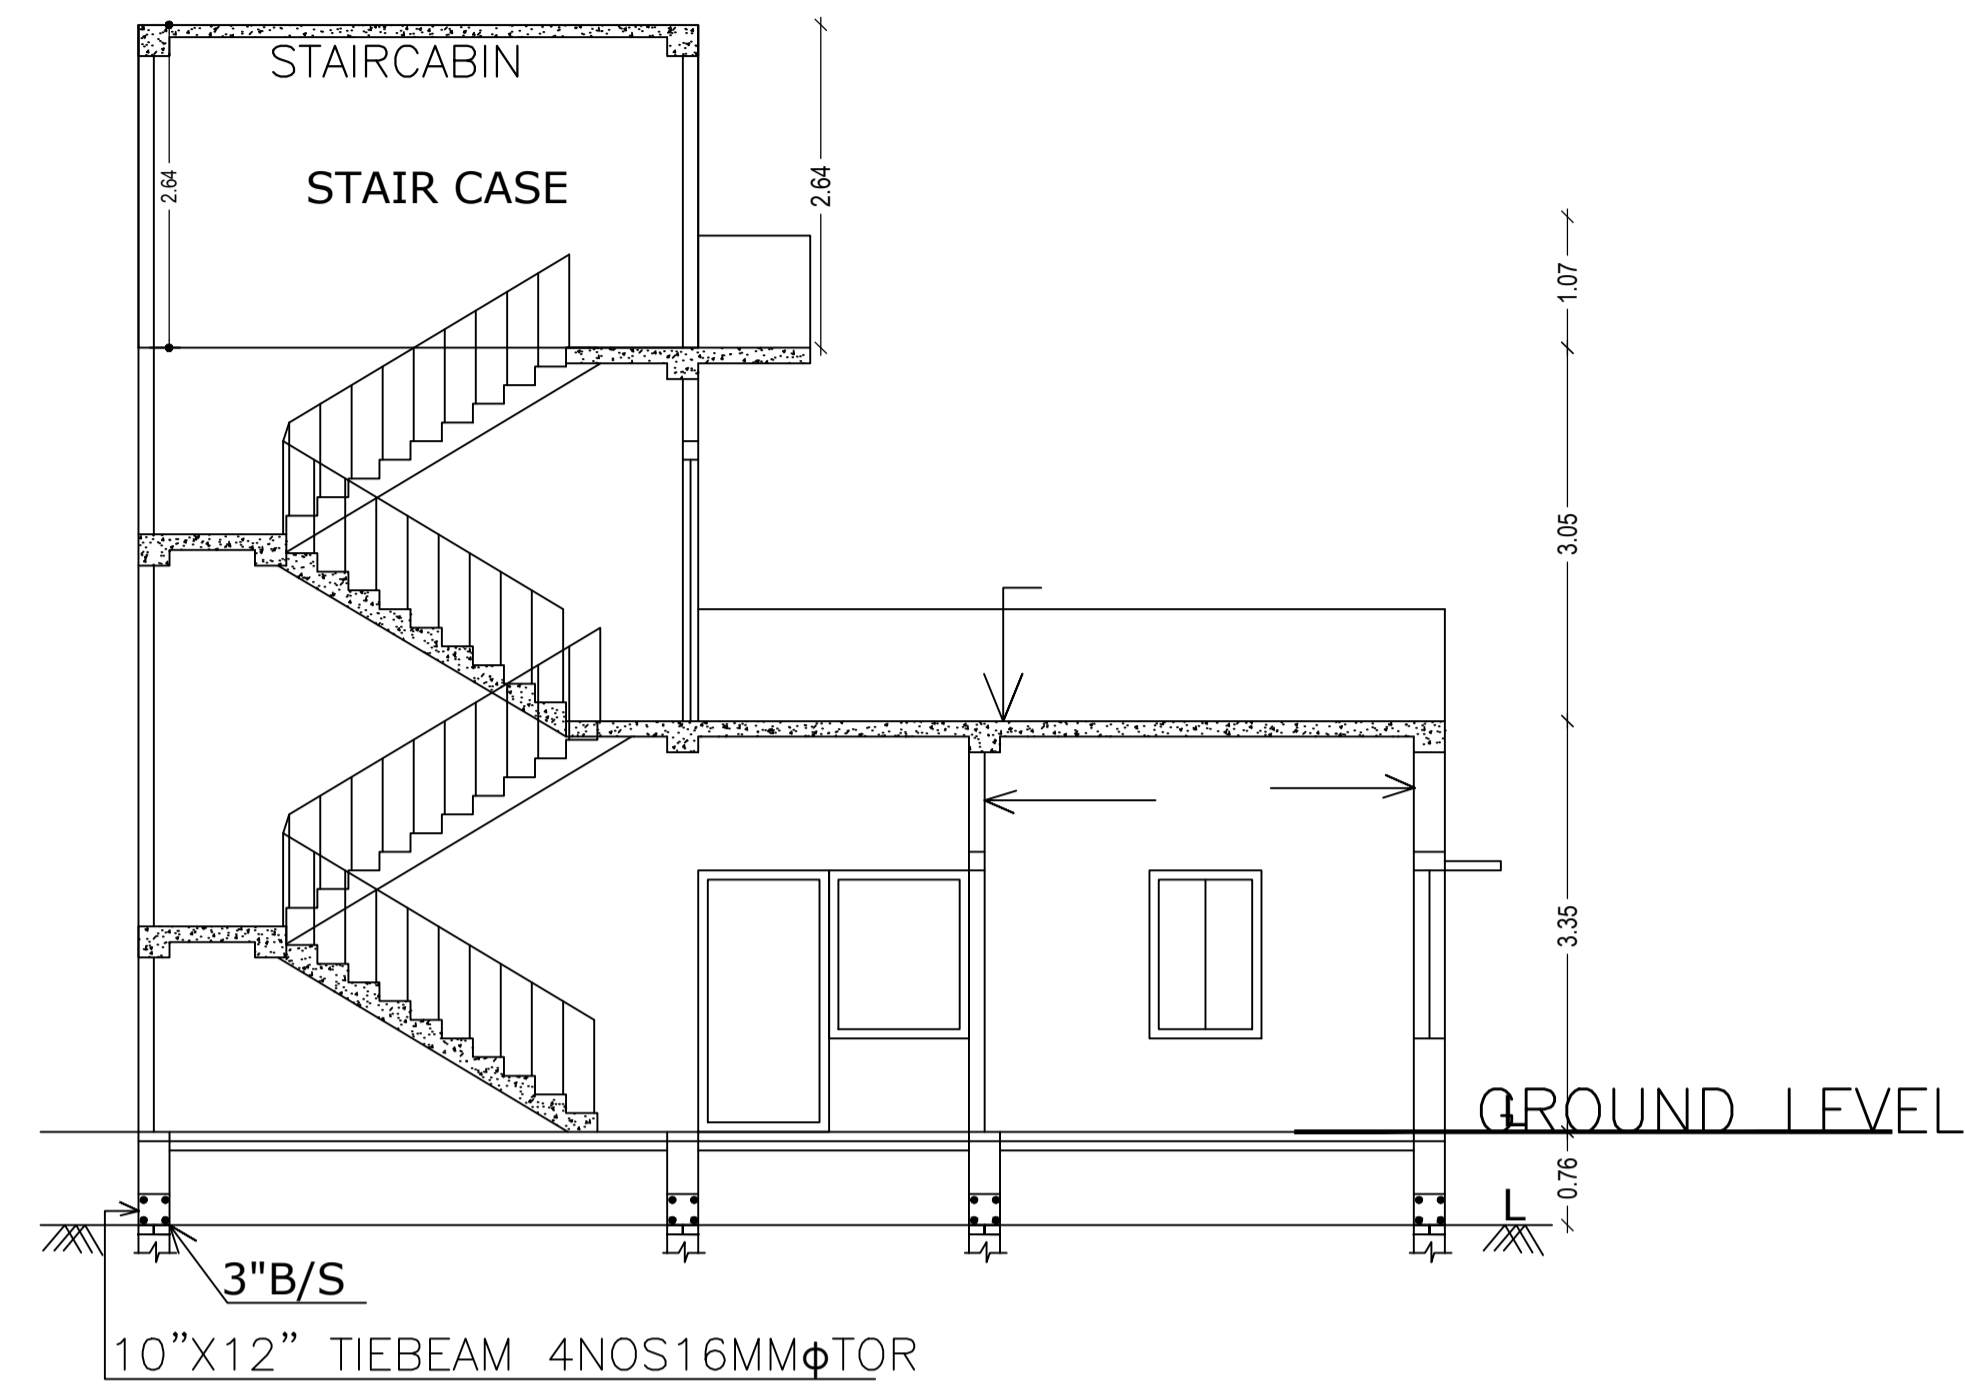 STAIRCABIN
STAIR CASE
2.64
2.64
1.07
3.05
3.35
GROUND LEVEL
L
0.76
L
3"B/S
10”X12” TIEBEAM 4NOS16MMϕTOR